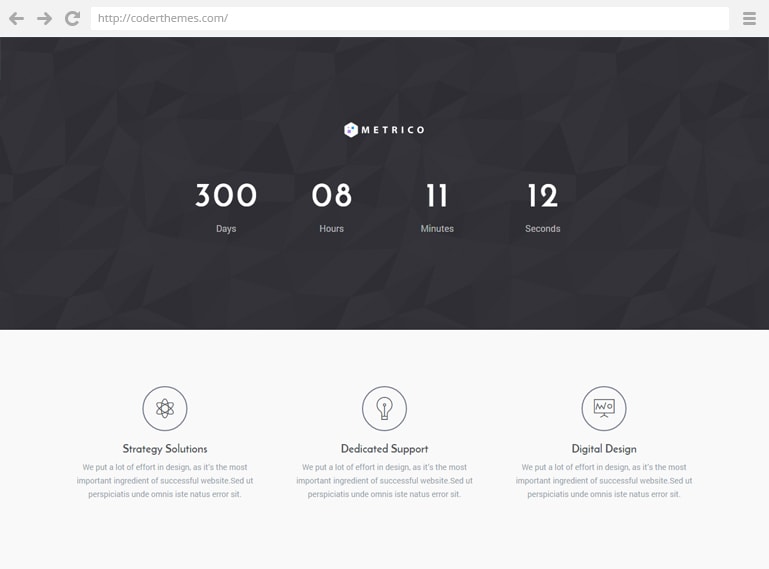 http://coderthemes.com/
METRICO
300 08 11 12
Days Hours Minutes Seconds
Strategy Solutions
We put a lot of effort in design, as it's the most
important ingredient of successful website.Sed ut
perspiciatis unde omnis iste natus error sit.
Dedicated Support
We put a lot of effort in design, as it's the most
important ingredient of successful website.Sed ut
perspiciatis unde omnis iste natus error sit.
Digital Design
We put a lot of effort in design, as it's the most
important ingredient of successful website.Sed ut
perspiciatis unde omnis iste natus error sit.